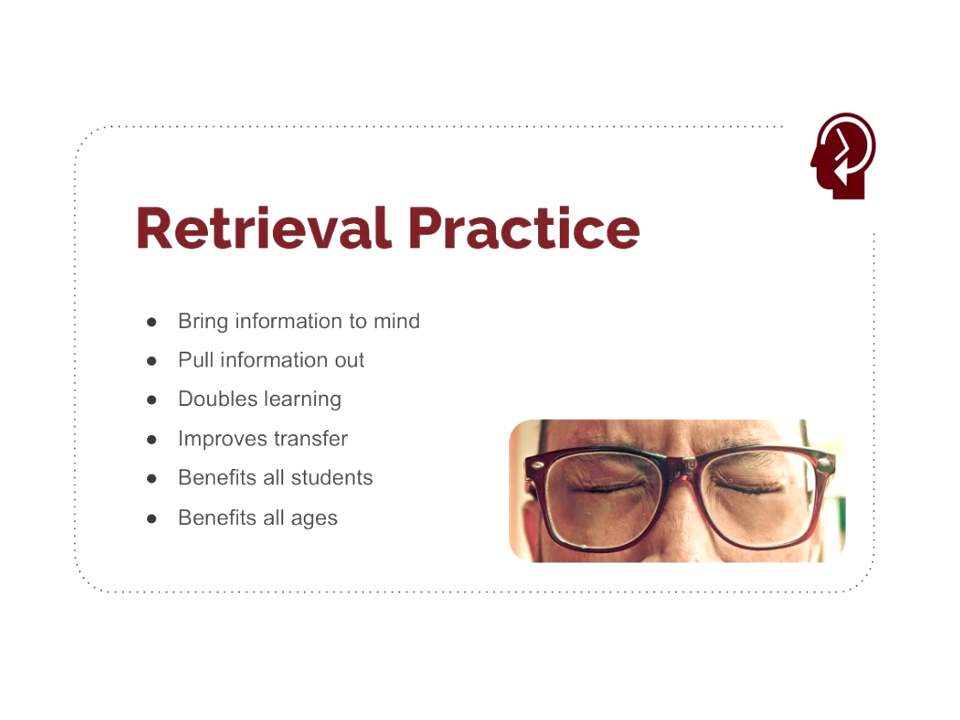 Retrieval Practice
● Bring information to mind
● Pull information out
● Doubles learning
● Improves transfer
● Benefits all students
● Benefits all ages